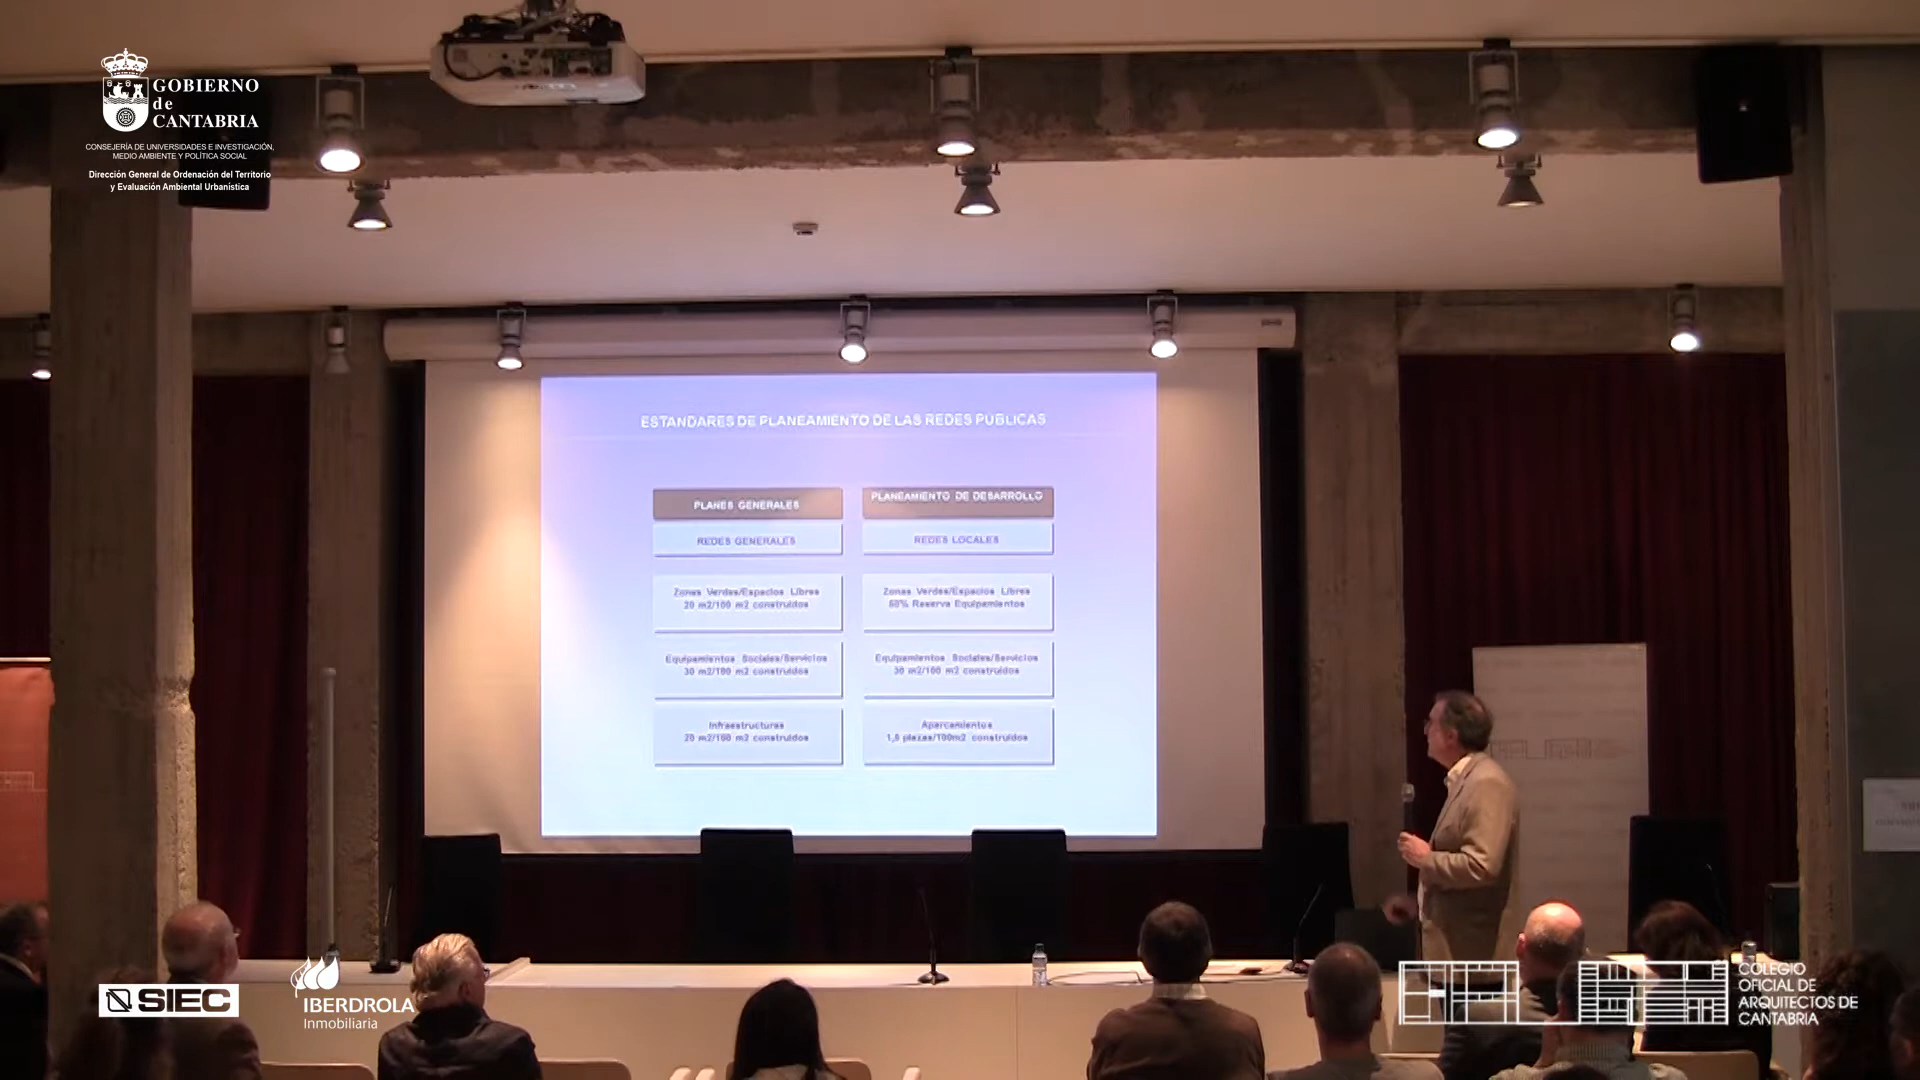 GOBIERNO
de
CANTABRIA
CONSEJERÍA DE UNIVERSIDADES E INVESTIGACIÓN,
MEDIO AMBIENTE Y POLÍTICA SOCIAL
Dirección General de Ordenación del Territorio
y Evaluación Ambiental Urbanística
ESTANDARES DE PLANEAMIENTO DE LAS REDES PUBLICAS
PLANES GENERALES
PLANEAMIENTO DE DESARROLLO
REDES GENERALES
REDES LOCALES
Zonas Verdes/Espacios Libres
20 m2/100 m2 construidos
Zonas Verdes/Espacios Libres
50% Reserva Equipamientos
Equipamientos Sociales/Servicios
30 m2/100 m2 construidos
Equipamientos Sociales/Servicios
30 m2/100 m2 construidos
Infraestructuras
20 m2/100 m2 construidos
Aparcamientos
1,5 plazas/100m2 construidos
SIEC
IBERDROLA
Inmobiliaria
COLEGIO
OFICIAL DE
ARQUITECTOS DE
CANTABRIA